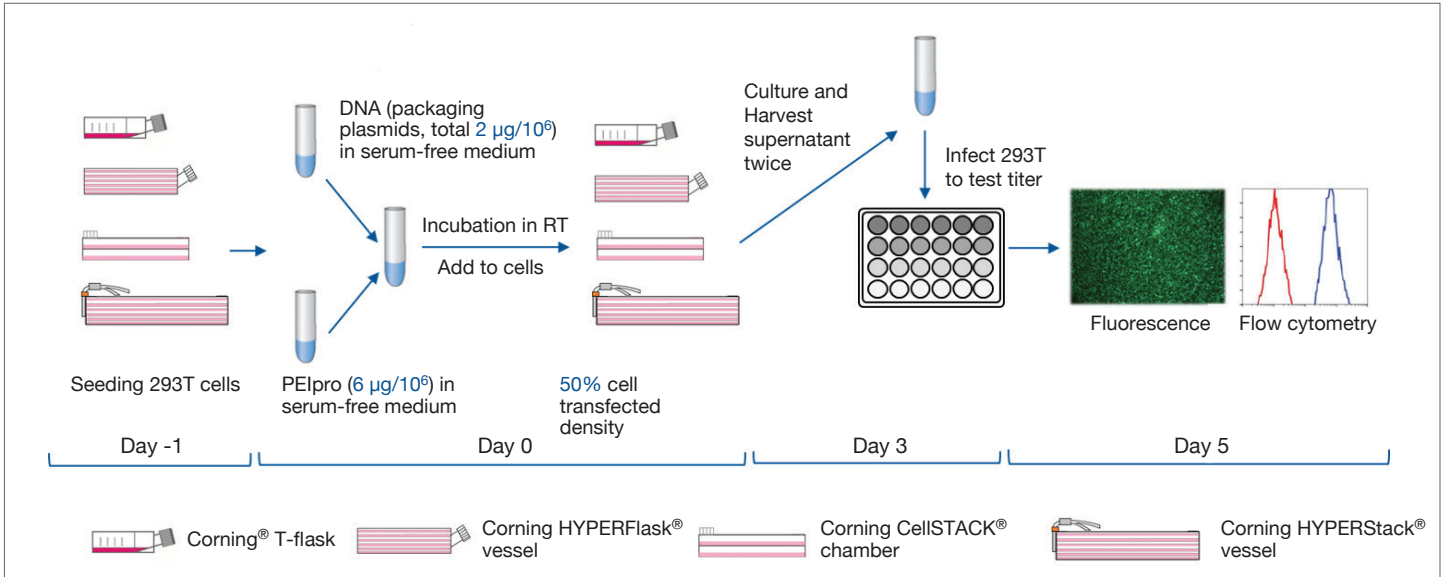 DNA (packaging
plasmids, total 2 µg/10⁶)
in serum-free medium
Culture and
Harvest
supernatant
twice
Infect 293T
to test titer
Incubation in RT
Add to cells
Fluorescence
Flow cytometry
Seeding 293T cells
PEIpro (6 µg/10⁶) in
serum-free medium
50% cell
transfected
density
Day -1
Day 0
Day 3
Day 5
Corning® T-flask
Corning HYPERFlask®
vessel
Corning CellSTACK®
chamber
Corning HYPERStack®
vessel